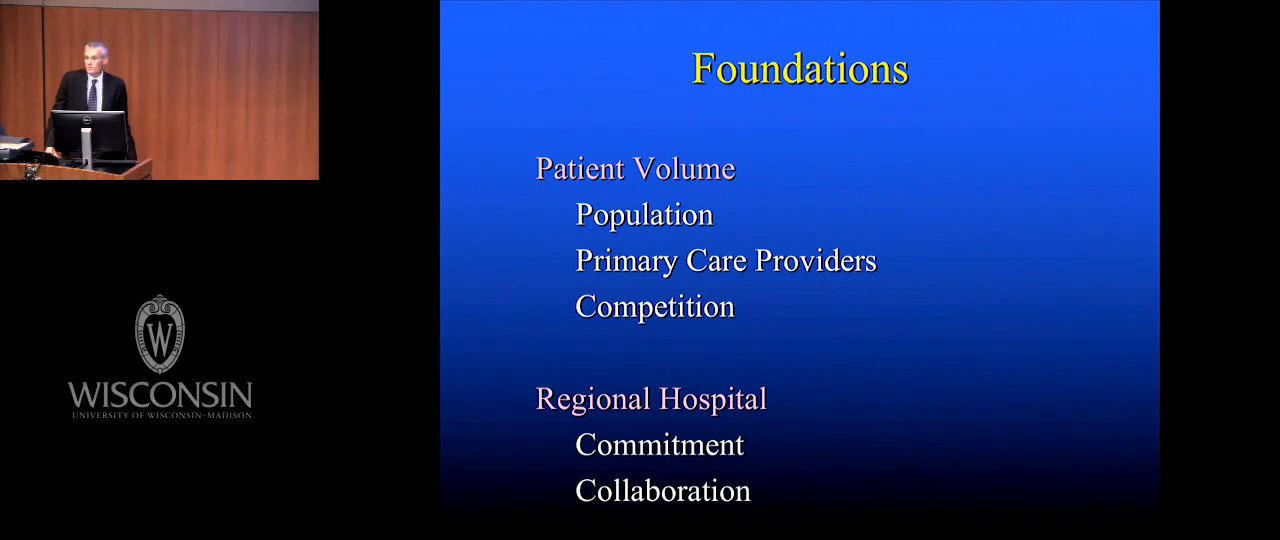 Foundations
Patient Volume
Population
Primary Care Providers
Competition
Regional Hospital
Commitment
Collaboration
W
WISCONSIN
UNIVERSITY OF WISCONSIN–MADISON